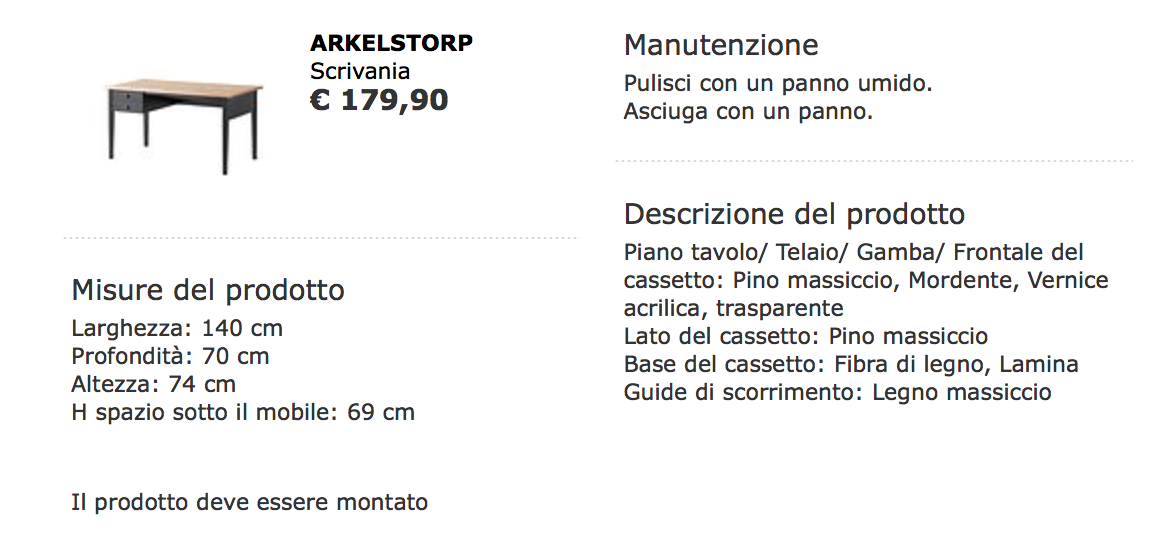 ARKELSTORP
Scrivania
€ 179,90
Misure del prodotto
Larghezza: 140 cm
Profondità: 70 cm
Altezza: 74 cm
H spazio sotto il mobile: 69 cm
Il prodotto deve essere montato
Manutenzione
Pulisci con un panno umido.
Asciuga con un panno.
Descrizione del prodotto
Piano tavolo/ Telaio/ Gamba/ Frontale del
cassetto: Pino massiccio, Mordente, Vernice
acrilica, trasparente
Lato del cassetto: Pino massiccio
Base del cassetto: Fibra di legno, Lamina
Guide di scorrimento: Legno massiccio